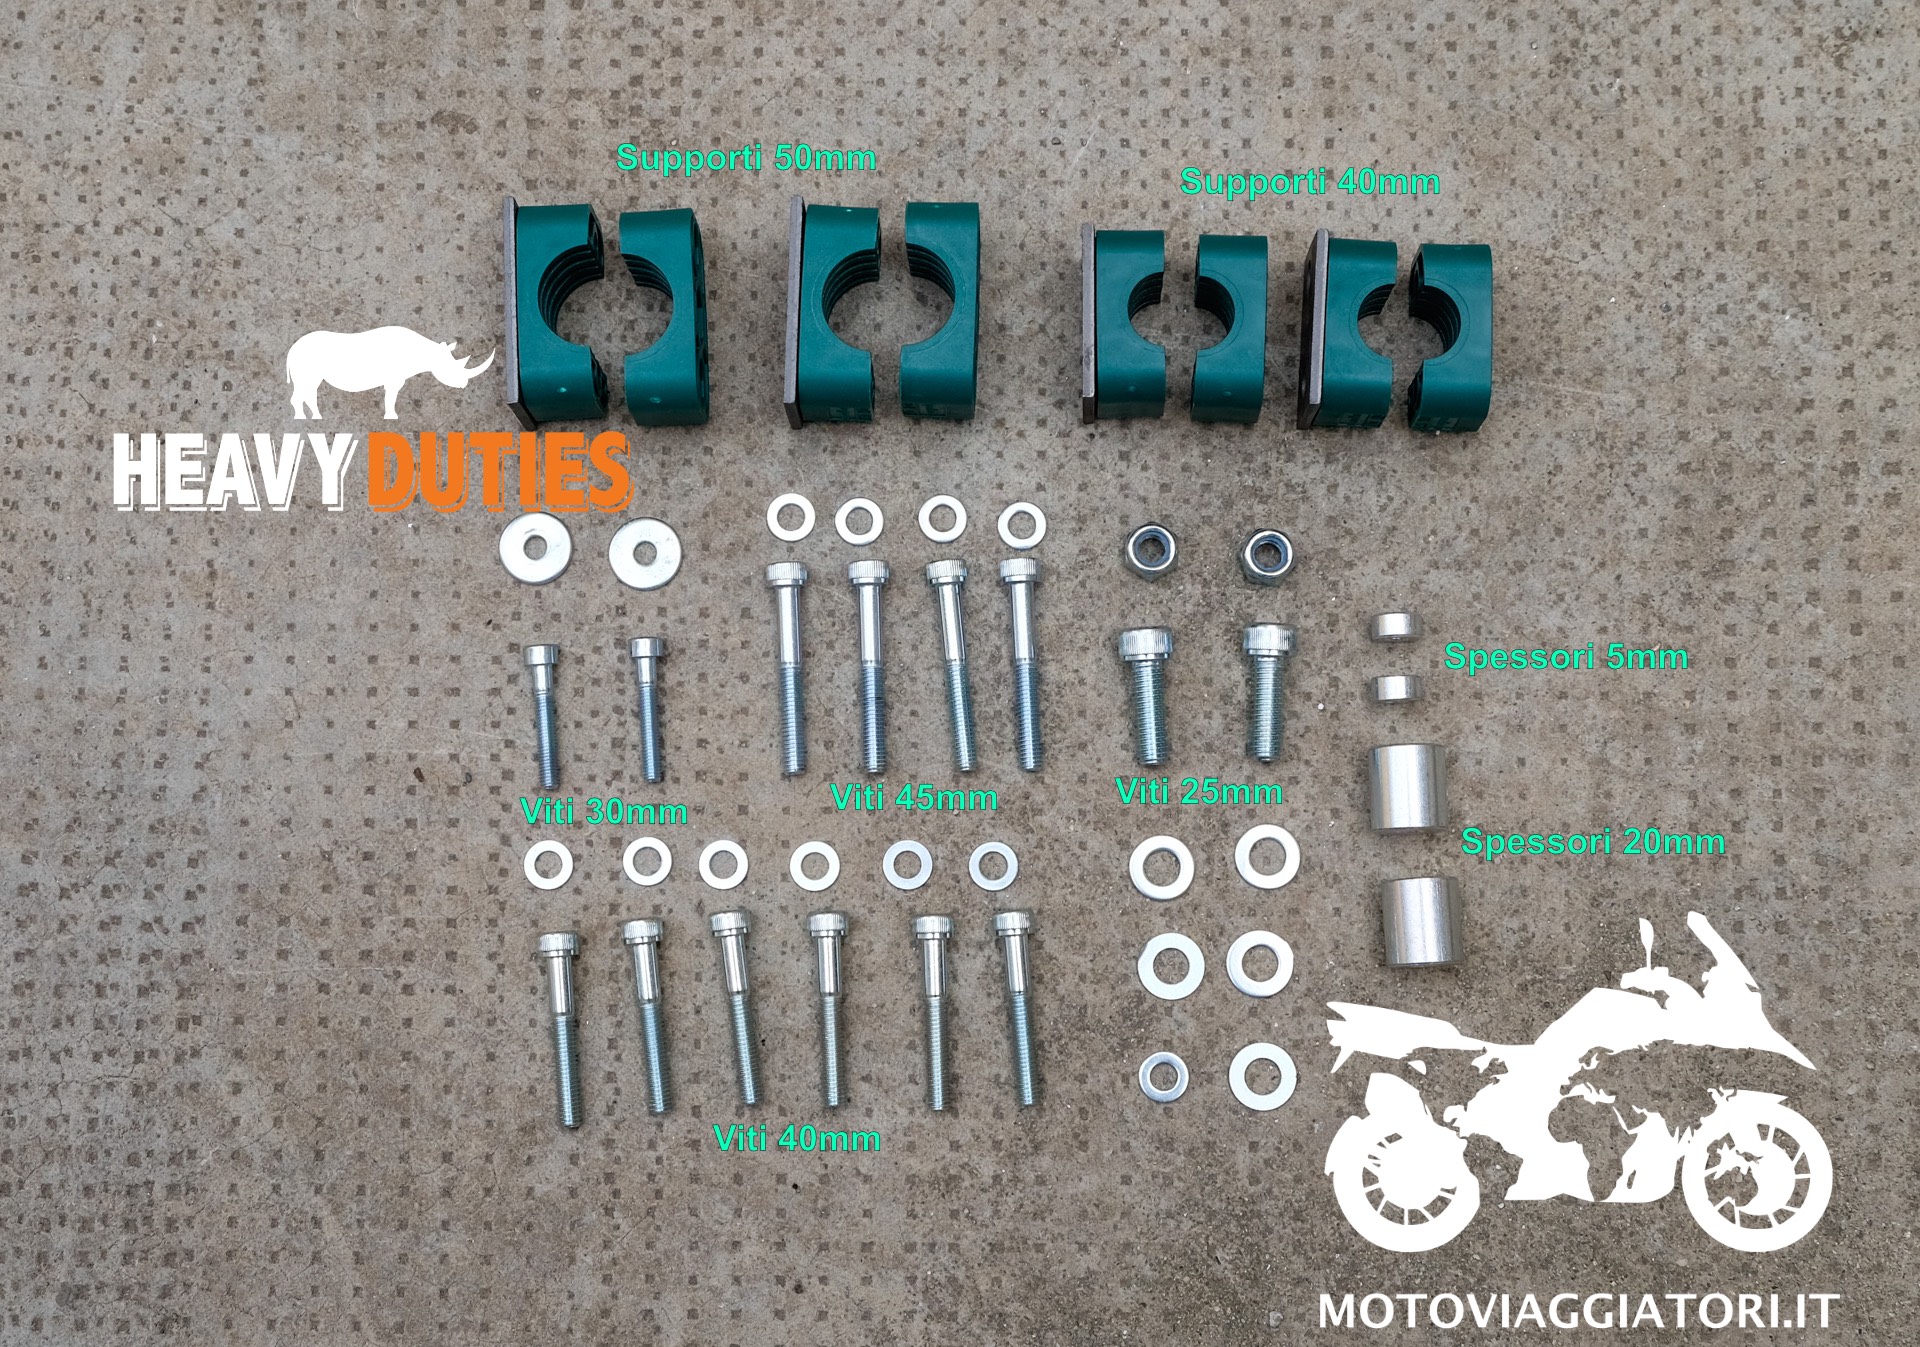 Supporti 50mm
Supporti 40mm
HEAVY DUTIES
Spessori 5mm
Viti 30mm
Viti 45mm
Viti 25mm
Spessori 20mm
Viti 40mm
MOTOVIAGGIATORI.IT